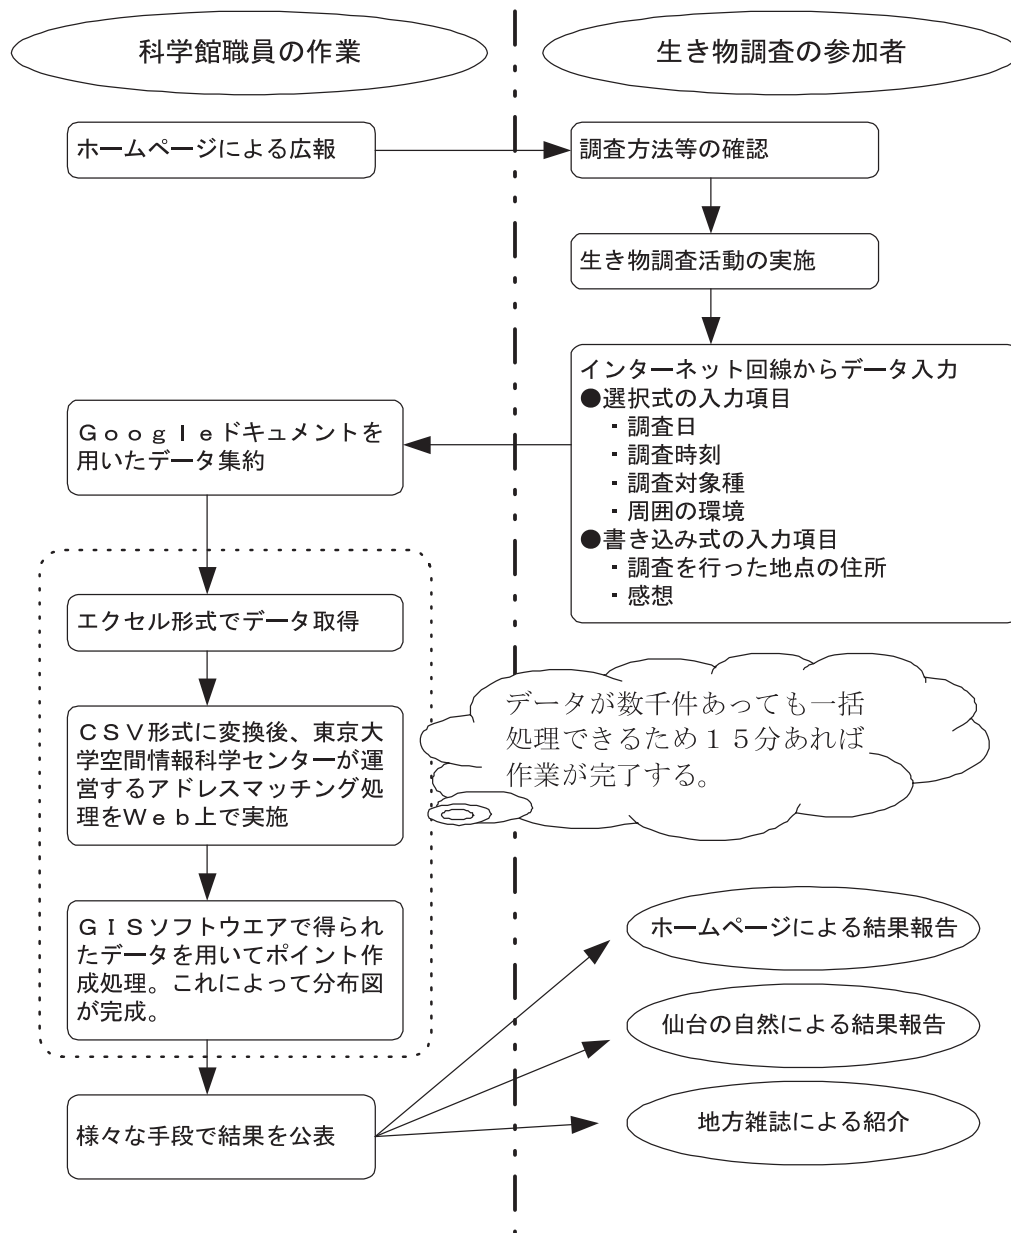 科学館職員の作業
生き物調査の参加者
ホームページによる広報
調査方法等の確認
生き物調査活動の実施
インターネット回線からデータ入力
●選択式の入力項目
・調査日
・調査時刻
・調査対象種
・周囲の環境
●書き込み式の入力項目
・調査を行った地点の住所
・感想
Ｇｏｏｇｌｅドキュメントを
用いたデータ集約
エクセル形式でデータ取得
ＣＳＶ形式に変換後、東京大
学空間情報科学センターが運
営するアドレスマッチング処
理をＷｅｂ上で実施
データが数千件あっても一括
処理できるため１５分あれば
作業が完了する。
ＧＩＳソフトウエアで得られ
たデータを用いてポイント作
成処理。これによって分布図
が完成。
様々な手段で結果を公表
ホームページによる結果報告
仙台の自然による結果報告
地方雑誌による紹介